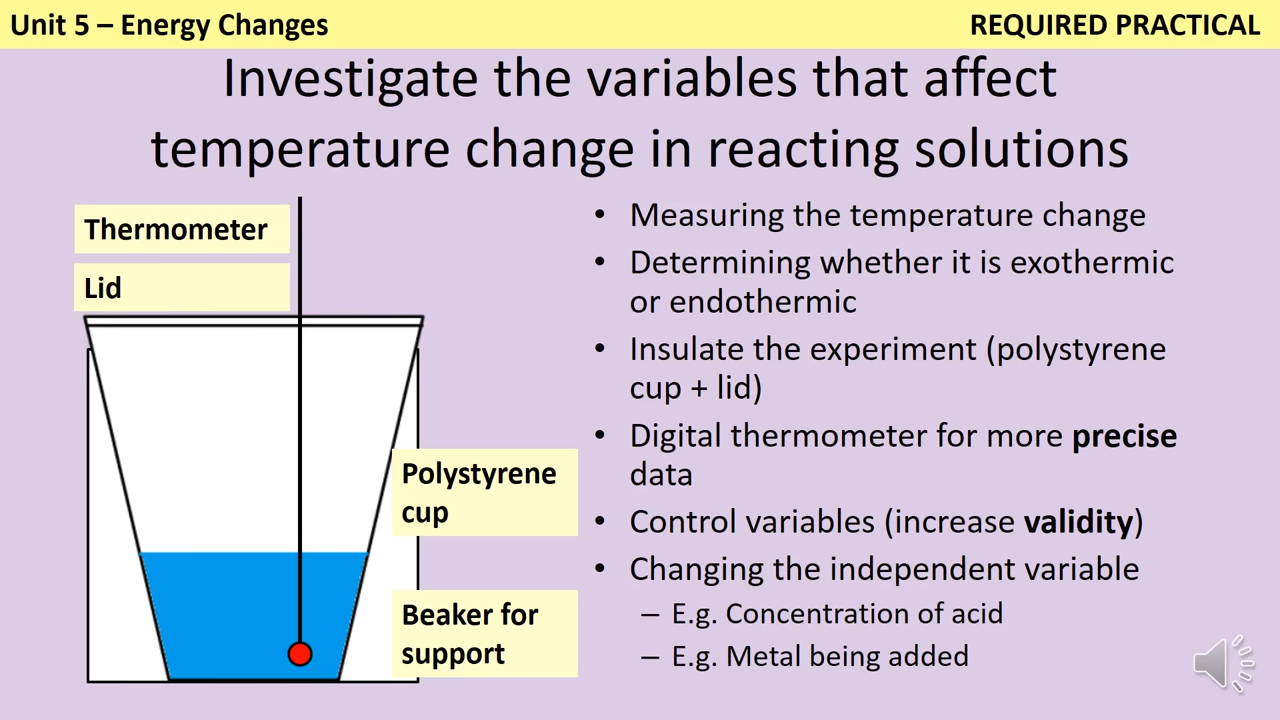 Unit 5 – Energy Changes
REQUIRED PRACTICAL
Investigate the variables that affect
temperature change in reacting solutions
Thermometer
Lid
Polystyrene
cup
Beaker for
support
• Measuring the temperature change
• Determining whether it is exothermic
or endothermic
• Insulate the experiment (polystyrene
cup + lid)
• Digital thermometer for more precise
data
• Control variables (increase validity)
• Changing the independent variable
– E.g. Concentration of acid
– E.g. Metal being added